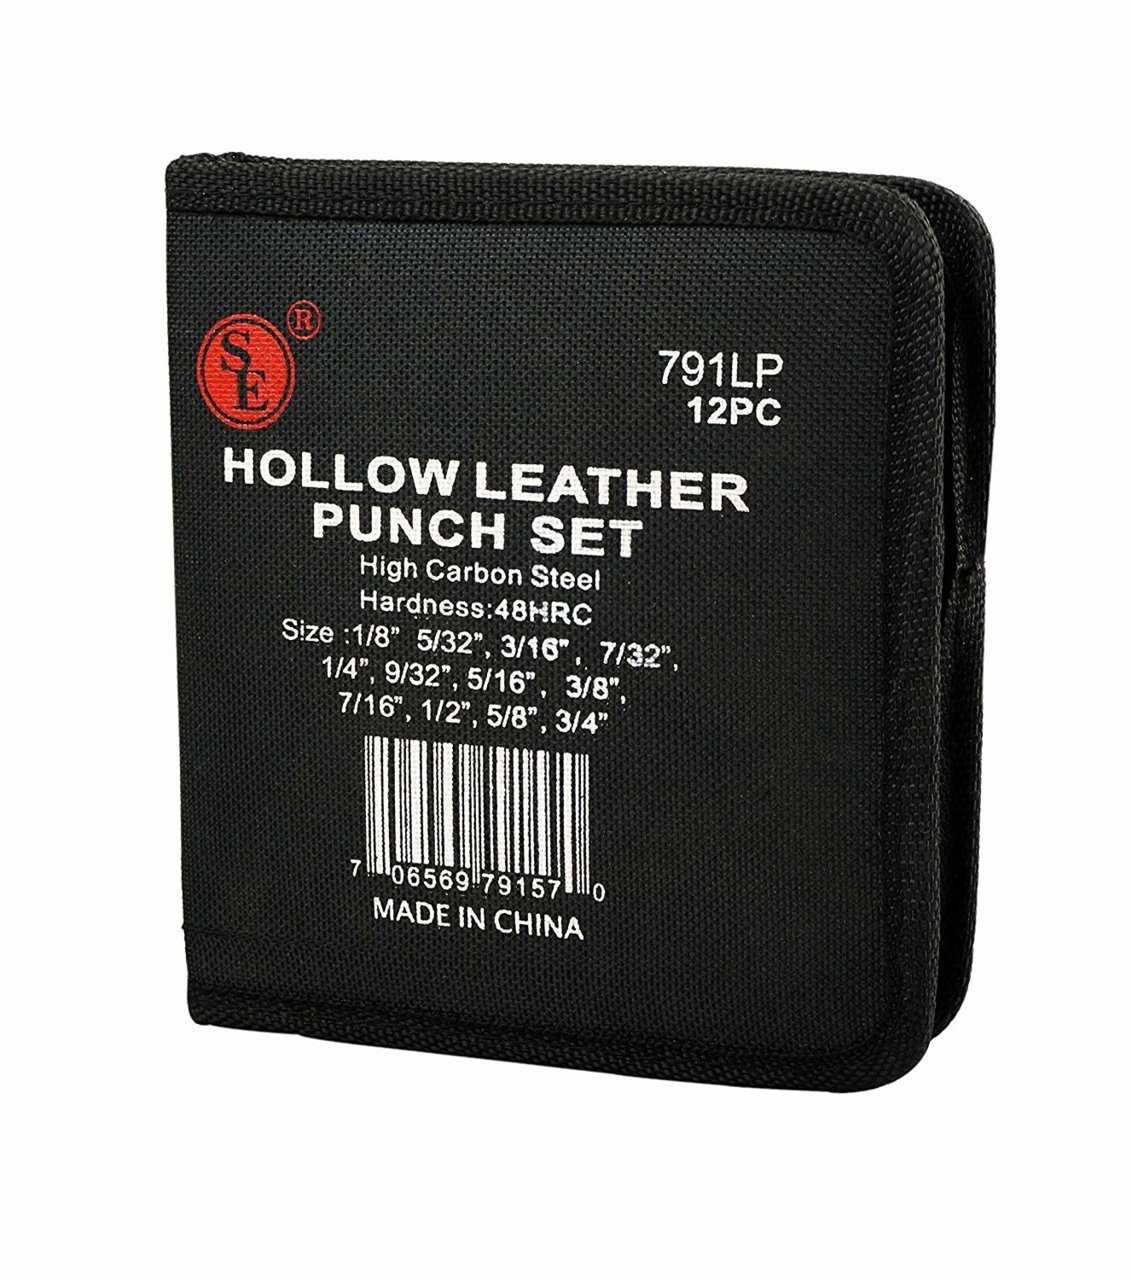 SE ®
791LP
12PC
HOLLOW LEATHER
PUNCH SET
High Carbon Steel
Hardness:48HRC
Size :1/8” 5/32”, 3/16”, 7/32”,
1/4”, 9/32”, 5/16”, 3/8”,
7/16”, 1/2”, 5/8”, 3/4”
7 06569 79157 0
MADE IN CHINA